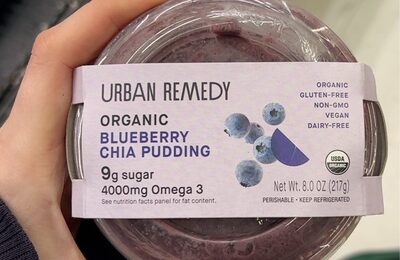 URBAN REMEDY
ORGANIC
BLUEBERRY
CHIA PUDDING
9g sugar
4000mg Omega 3
See nutrition facts panel for fat content.
ORGANIC
GLUTEN-FREE
NON-GMO
VEGAN
DAIRY-FREE
USDA
ORGANIC
Net Wt. 8.0 OZ (217g)
PERISHABLE • KEEP REFRIGERATED